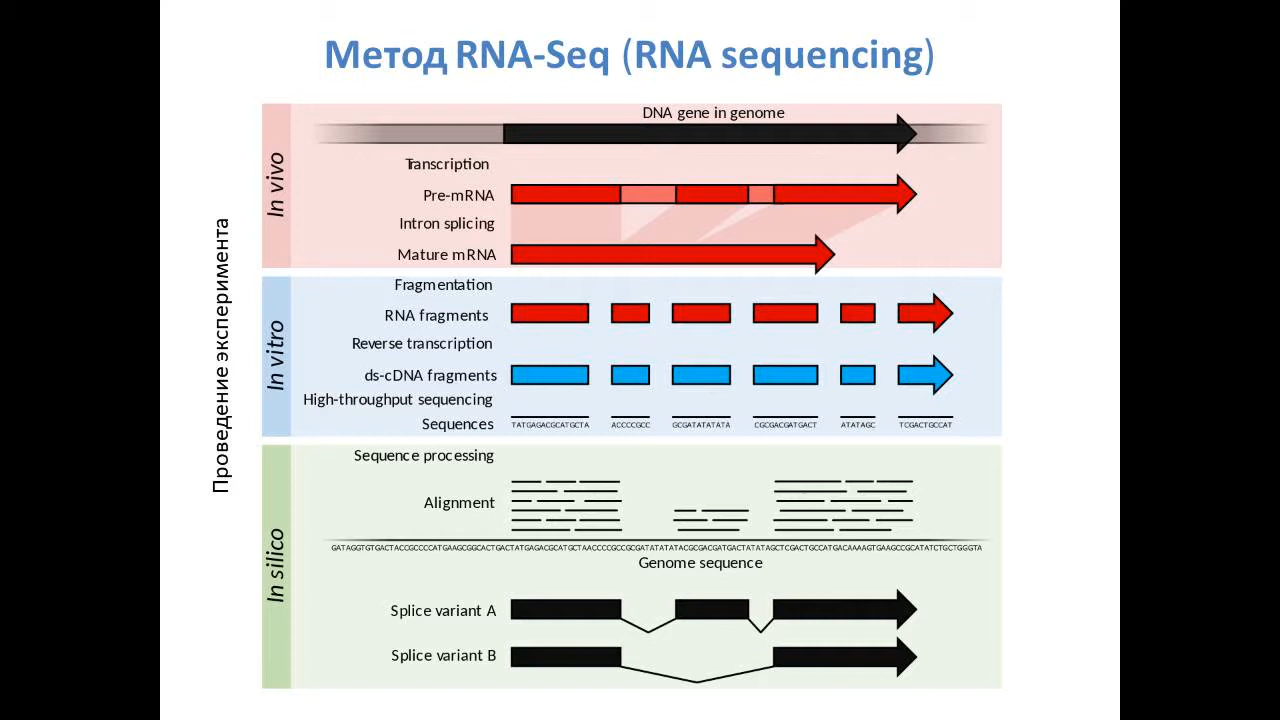 Метод RNA-Seq (RNA sequencing)
Проведение эксперимента
In vivo
DNA gene in genome
Transcription
Pre-mRNA
Intron splicing
Mature mRNA
In vitro
Fragmentation
RNA fragments
Reverse transcription
ds-cDNA fragments
High-throughput sequencing
Sequences
TATGAGACGCATGCTA ACCCCGCC GCGATATATATA CGCGACGATGACT ATATAGC TCGACTGCCAT
In silico
Sequence processing
Alignment
GATAGGTGTGACTACCGCCCCATGAAGCGGCACTGACTATGAGACGCATGCTAACCCCGCCGCGATATATATACGCGACGATGACTATATAGCTCGACTGCCATGACAAAAGTGAAGCCGCATATCTGCTGGGTA
Genome sequence
Splice variant A
Splice variant B